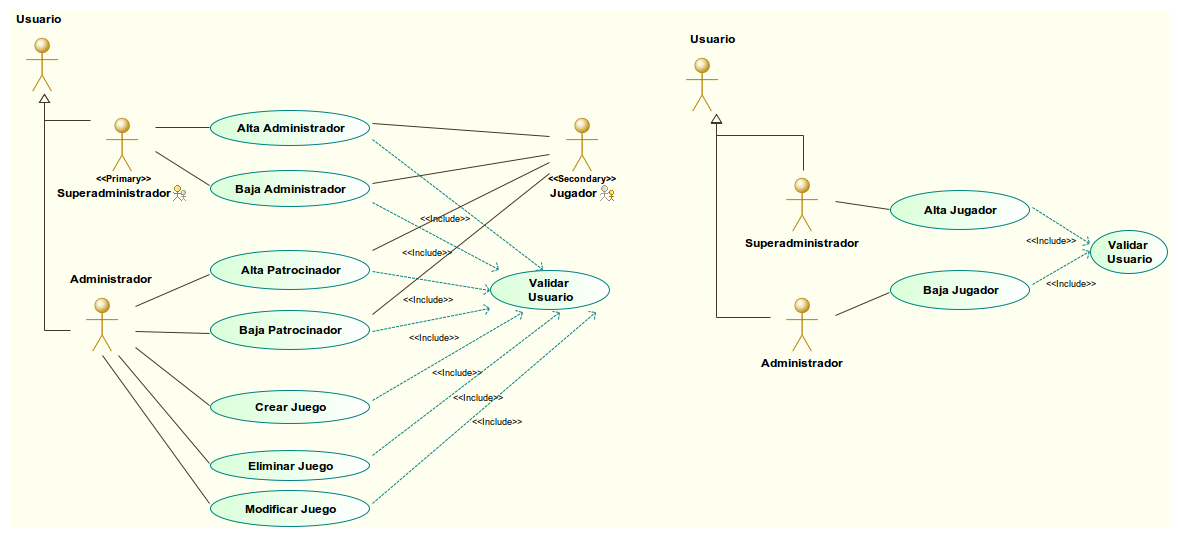 Usuario
<<Primary>>
Superadministrador
Alta Administrador
Baja Administrador
<<Secondary>>
Jugador
Administrador
Alta Patrocinador
Baja Patrocinador
Crear Juego
Eliminar Juego
Modificar Juego
<<Include>>
<<Include>>
<<Include>>
<<Include>>
<<Include>>
<<Include>>
<<Include>>
Validar
Usuario
Usuario
Superadministrador
Administrador
Alta Jugador
Baja Jugador
<<Include>>
<<Include>>
Validar
Usuario